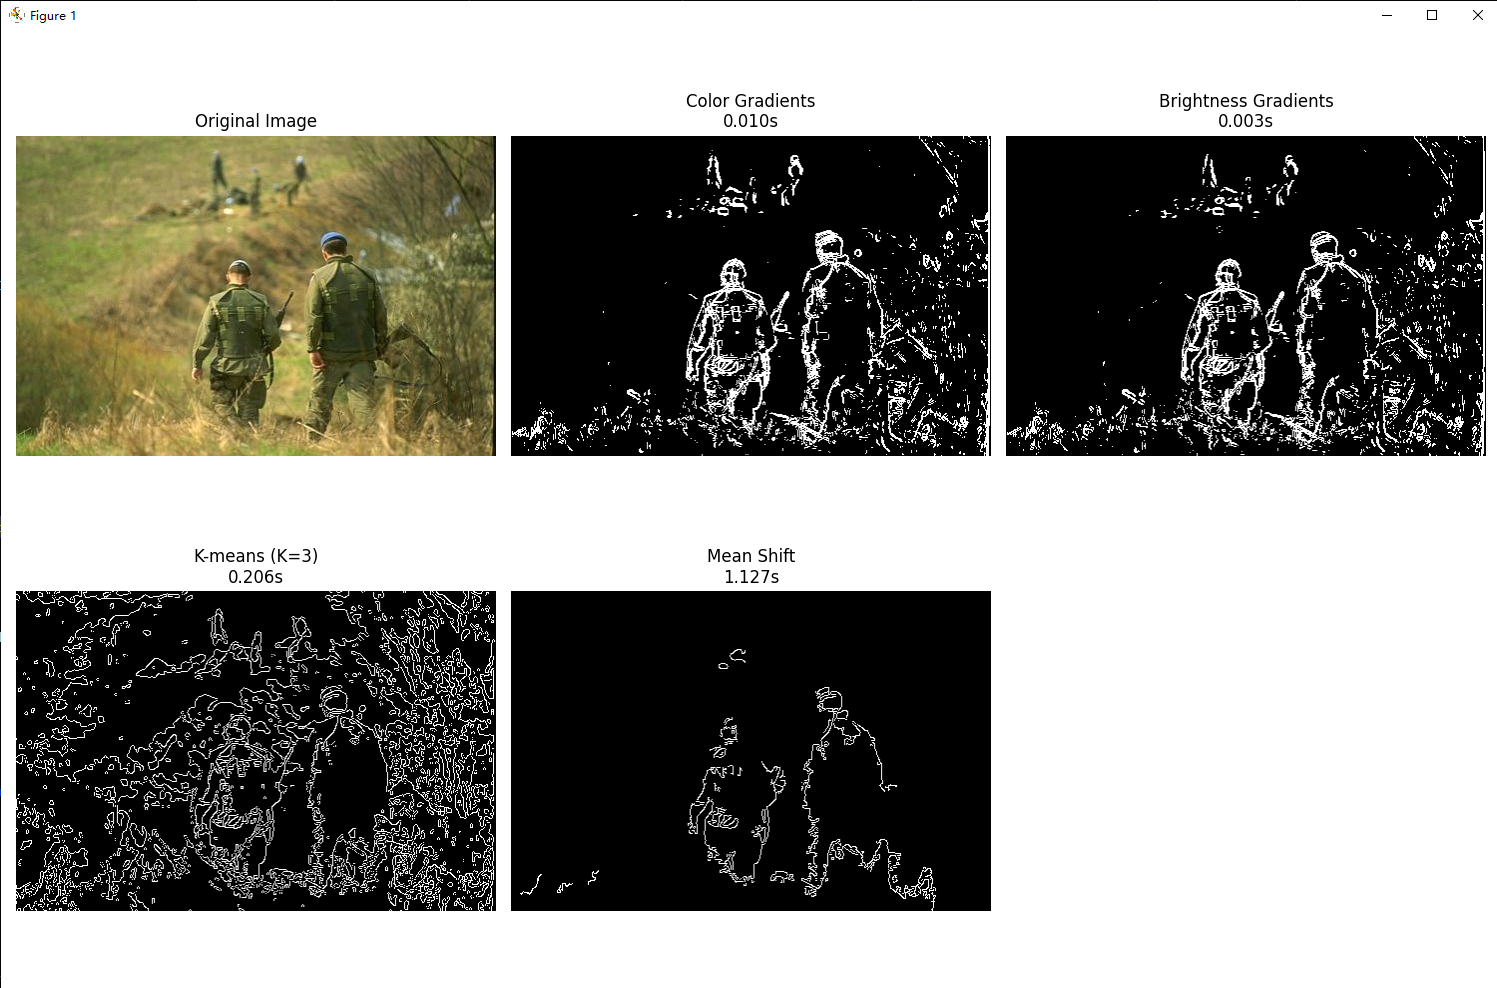 Figure 1
Original Image
Color Gradients
0.010s
Brightness Gradients
0.003s
K-means (K=3)
0.206s
Mean Shift
1.127s